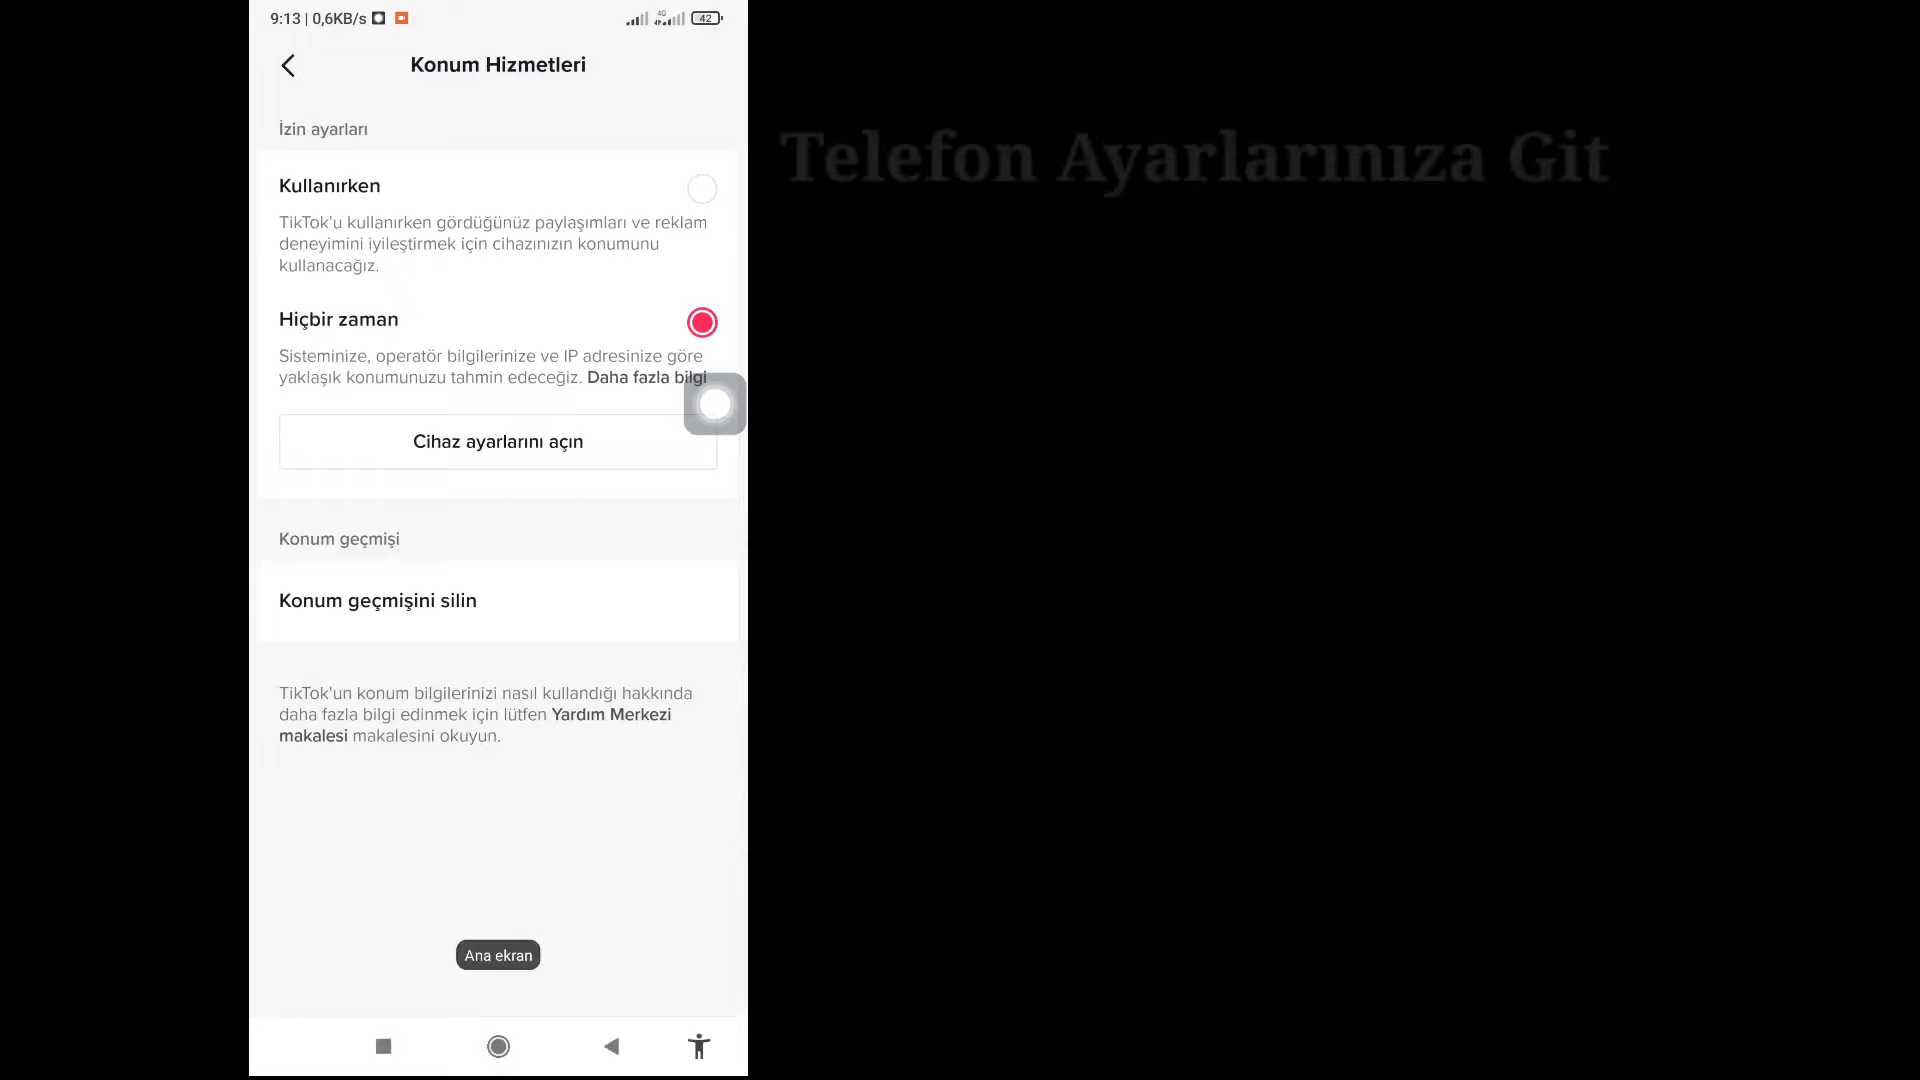 9:13 | 0,6KB/s
4G
42
Konum Hizmetleri
İzin ayarları
Telefon Ayarlarınıza Git
Kullanırken
TikTok'u kullanırken gördüğünüz paylaşımları ve reklam
deneyimini iyileştirmek için cihazınızın konumunu
kullanacağız.
Hiçbir zaman
Sisteminize, operatör bilgilerinize ve IP adresinize göre
yaklaşık konumunuzu tahmin edeceğiz. Daha fazla bilgi
Cihaz ayarlarını açın
Konum geçmişi
Konum geçmişini silin
TikTok'un konum bilgilerinizi nasıl kullandığı hakkında
daha fazla bilgi edinmek için lütfen Yardım Merkezi
makalesi makalesini okuyun.
Ana ekran